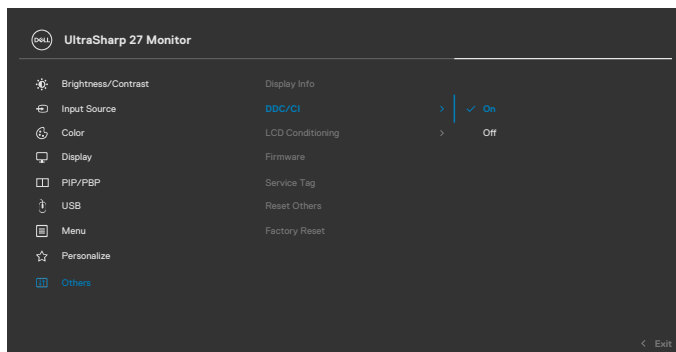 DELL UltraSharp 27 Monitor
Brightness/Contrast Display Info
Input Source DDC/CI > ✓ On
Color LCD Conditioning > Off
Display Firmware
PIP/PBP Service Tag
USB Reset Others
Menu Factory Reset
Personalize
Others
< Exit